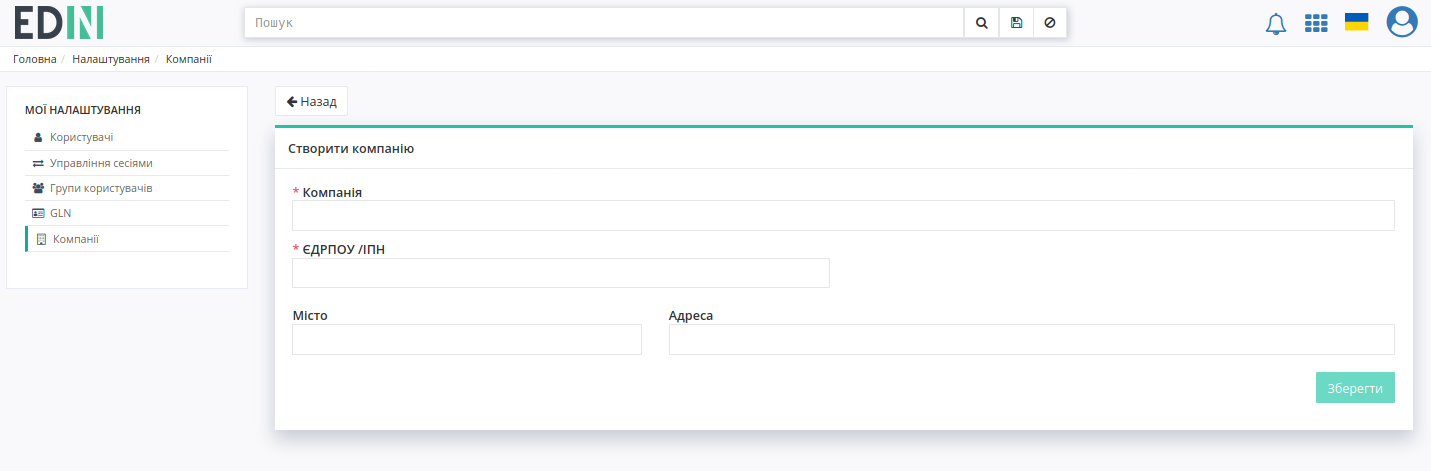 EDIN
Пошук
Головна / Налаштування / Компанії
МОЇ НАЛАШТУВАННЯ
Користувачі
Управління сесіями
Групи користувачів
GLN
Компанії
Назад
Створити компанію
* Компанія
* ЄДРПОУ /ІПН
Місто Адреса
Зберегти